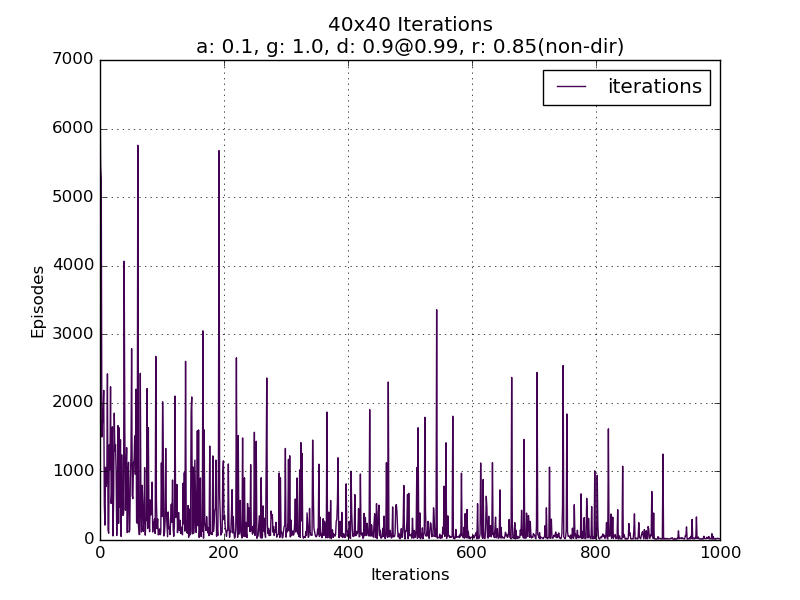 40x40 Iterations
a: 0.1, g: 1.0, d: 0.9@0.99, r: 0.85(non-dir)
7000
iterations
6000
5000
4000
Episodes
3000
2000
1000
0
0 200 400 600 800 1000
Iterations